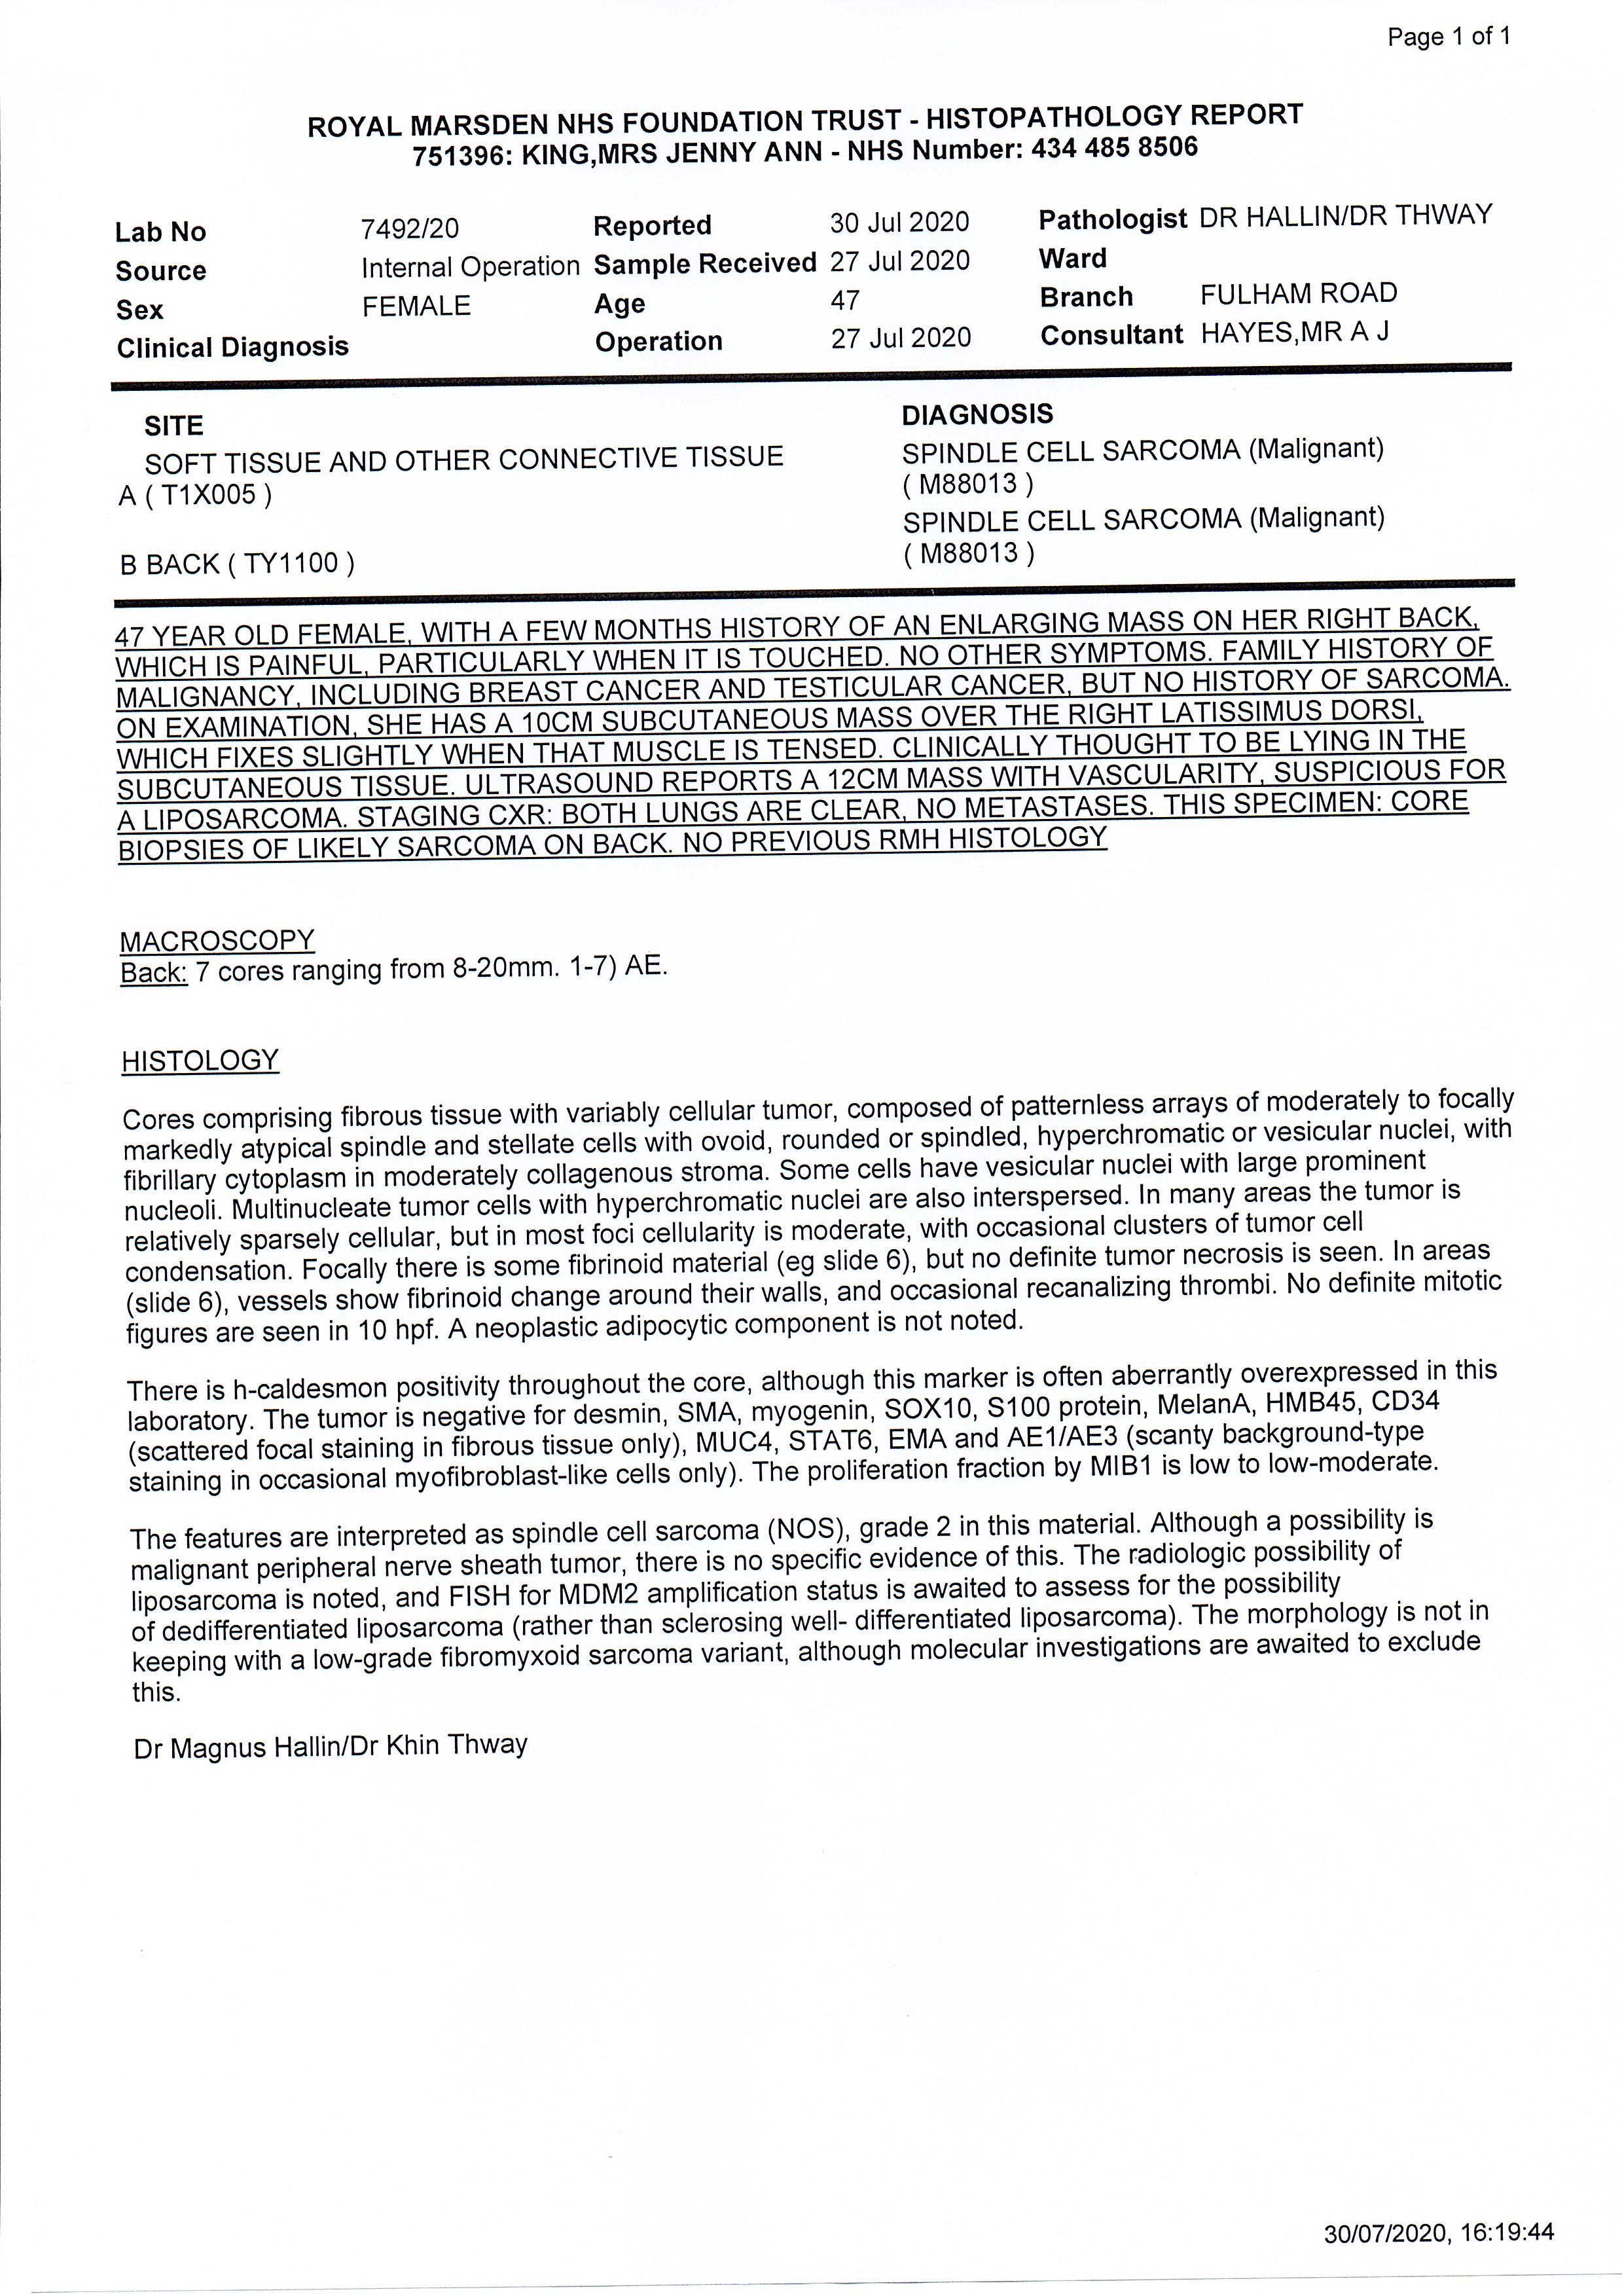 Page 1 of 1
ROYAL MARSDEN NHS FOUNDATION TRUST - HISTOPATHOLOGY REPORT
751396: KING,MRS JENNY ANN - NHS Number: 434 485 8506
Lab No 7492/20 Reported 30 Jul 2020 Pathologist DR HALLIN/DR THWAY
Source Internal Operation Sample Received 27 Jul 2020 Ward
Sex FEMALE Age 47 Branch FULHAM ROAD
Clinical Diagnosis Operation 27 Jul 2020 Consultant HAYES,MR A J
SITE DIAGNOSIS
SOFT TISSUE AND OTHER CONNECTIVE TISSUE SPINDLE CELL SARCOMA (Malignant)
A ( T1X005 ) ( M88013 )
SPINDLE CELL SARCOMA (Malignant)
B BACK ( TY1100 ) ( M88013 )
47 YEAR OLD FEMALE, WITH A FEW MONTHS HISTORY OF AN ENLARGING MASS ON HER RIGHT BACK,
WHICH IS PAINFUL, PARTICULARLY WHEN IT IS TOUCHED. NO OTHER SYMPTOMS. FAMILY HISTORY OF
MALIGNANCY, INCLUDING BREAST CANCER AND TESTICULAR CANCER, BUT NO HISTORY OF SARCOMA.
ON EXAMINATION, SHE HAS A 10CM SUBCUTANEOUS MASS OVER THE RIGHT LATISSIMUS DORSI,
WHICH FIXES SLIGHTLY WHEN THAT MUSCLE IS TENSED. CLINICALLY THOUGHT TO BE LYING IN THE
SUBCUTANEOUS TISSUE. ULTRASOUND REPORTS A 12CM MASS WITH VASCULARITY, SUSPICIOUS FOR
A LIPOSARCOMA. STAGING CXR: BOTH LUNGS ARE CLEAR, NO METASTASES. THIS SPECIMEN: CORE
BIOPSIES OF LIKELY SARCOMA ON BACK. NO PREVIOUS RMH HISTOLOGY
MACROSCOPY
Back: 7 cores ranging from 8-20mm. 1-7) AE.
HISTOLOGY
Cores comprising fibrous tissue with variably cellular tumor, composed of patternless arrays of moderately to focally
markedly atypical spindle and stellate cells with ovoid, rounded or spindled, hyperchromatic or vesicular nuclei, with
fibrillary cytoplasm in moderately collagenous stroma. Some cells have vesicular nuclei with large prominent
nucleoli. Multinucleate tumor cells with hyperchromatic nuclei are also interspersed. In many areas the tumor is
relatively sparsely cellular, but in most foci cellularity is moderate, with occasional clusters of tumor cell
condensation. Focally there is some fibrinoid material (eg slide 6), but no definite tumor necrosis is seen. In areas
(slide 6), vessels show fibrinoid change around their walls, and occasional recanalizing thrombi. No definite mitotic
figures are seen in 10 hpf. A neoplastic adipocytic component is not noted.
There is h-caldesmon positivity throughout the core, although this marker is often aberrantly overexpressed in this
laboratory. The tumor is negative for desmin, SMA, myogenin, SOX10, S100 protein, MelanA, HMB45, CD34
(scattered focal staining in fibrous tissue only), MUC4, STAT6, EMA and AE1/AE3 (scanty background-type
staining in occasional myofibroblast-like cells only). The proliferation fraction by MIB1 is low to low-moderate.
The features are interpreted as spindle cell sarcoma (NOS), grade 2 in this material. Although a possibility is
malignant peripheral nerve sheath tumor, there is no specific evidence of this. The radiologic possibility of
liposarcoma is noted, and FISH for MDM2 amplification status is awaited to assess for the possibility
of dedifferentiated liposarcoma (rather than sclerosing well- differentiated liposarcoma). The morphology is not in
keeping with a low-grade fibromyxoid sarcoma variant, although molecular investigations are awaited to exclude
this.
Dr Magnus Hallin/Dr Khin Thway
30/07/2020, 16:19:44